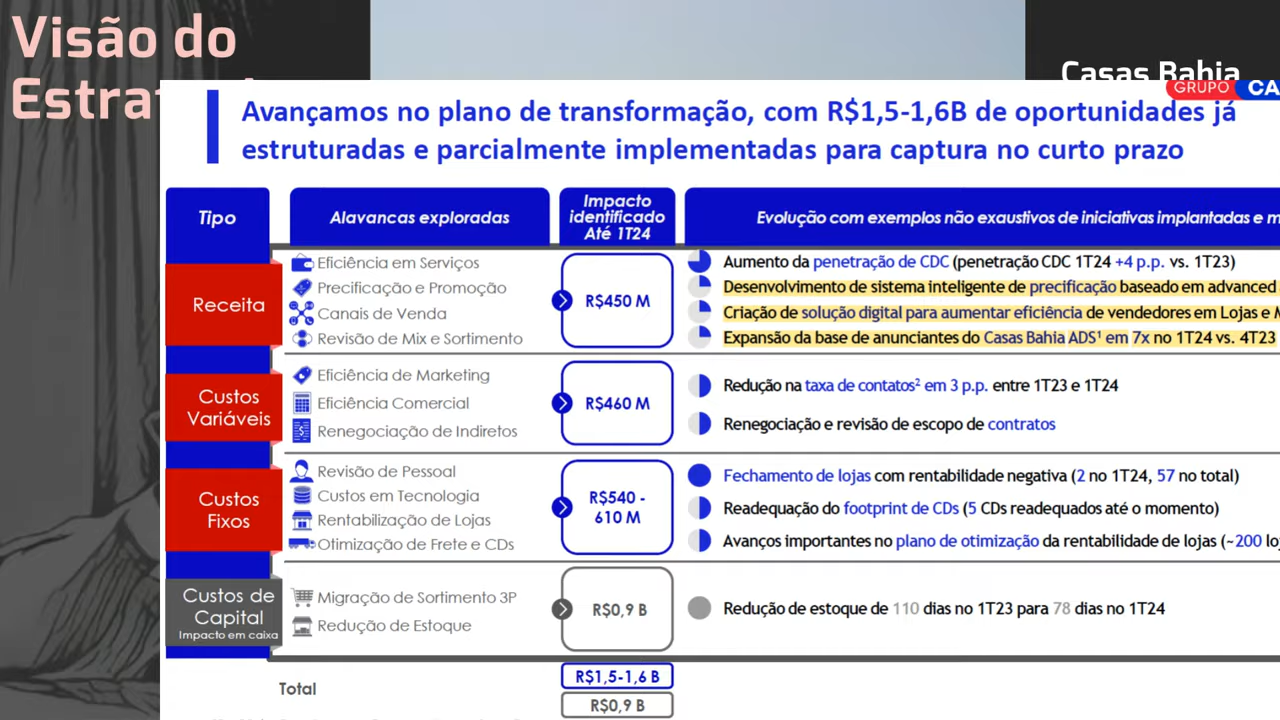 Visão do
Casas Bahia
GRUPO CA
Avançamos no plano de transformação, com R$1,5-1,6B de oportunidades já
estruturadas e parcialmente implementadas para captura no curto prazo
Tipo
Alavancas exploradas
Impacto
identificado
Até 1T24
Evolução com exemplos não exaustivos de iniciativas implantadas e m
Receita
Eficiência em Serviços
Precificação e Promoção
Canais de Venda
Revisão de Mix e Sortimento
R$450 M
Aumento da penetração de CDC (penetração CDC 1T24 +4 p.p. vs. 1T23)
Desenvolvimento de sistema inteligente de precificação baseado em advanced
Criação de solução digital para aumentar eficiência de vendedores em Lojas e M
Expansão da base de anunciantes do Casas Bahia ADS¹ em 7x no 1T24 vs. 4T23
Custos
Variáveis
Eficiência de Marketing
Eficiência Comercial
Renegociação de Indiretos
R$460 M
Redução na taxa de contatos² em 3 p.p. entre 1T23 e 1T24
Renegociação e revisão de escopo de contratos
Custos
Fixos
Revisão de Pessoal
Custos em Tecnologia
Rentabilização de Lojas
Otimização de Frete e CDs
R$540 -
610 M
Fechamento de lojas com rentabilidade negativa (2 no 1T24, 57 no total)
Readequação do footprint de CDs (5 CDs readequados até o momento)
Avanços importantes no plano de otimização da rentabilidade de lojas (~200 loj
Custos de
Capital
Impacto em caixa
Migração de Sortimento 3P
Redução de Estoque
R$0,9 B
Redução de estoque de 110 dias no 1T23 para 78 dias no 1T24
Total
R$1,5-1,6 B
R$0,9 B